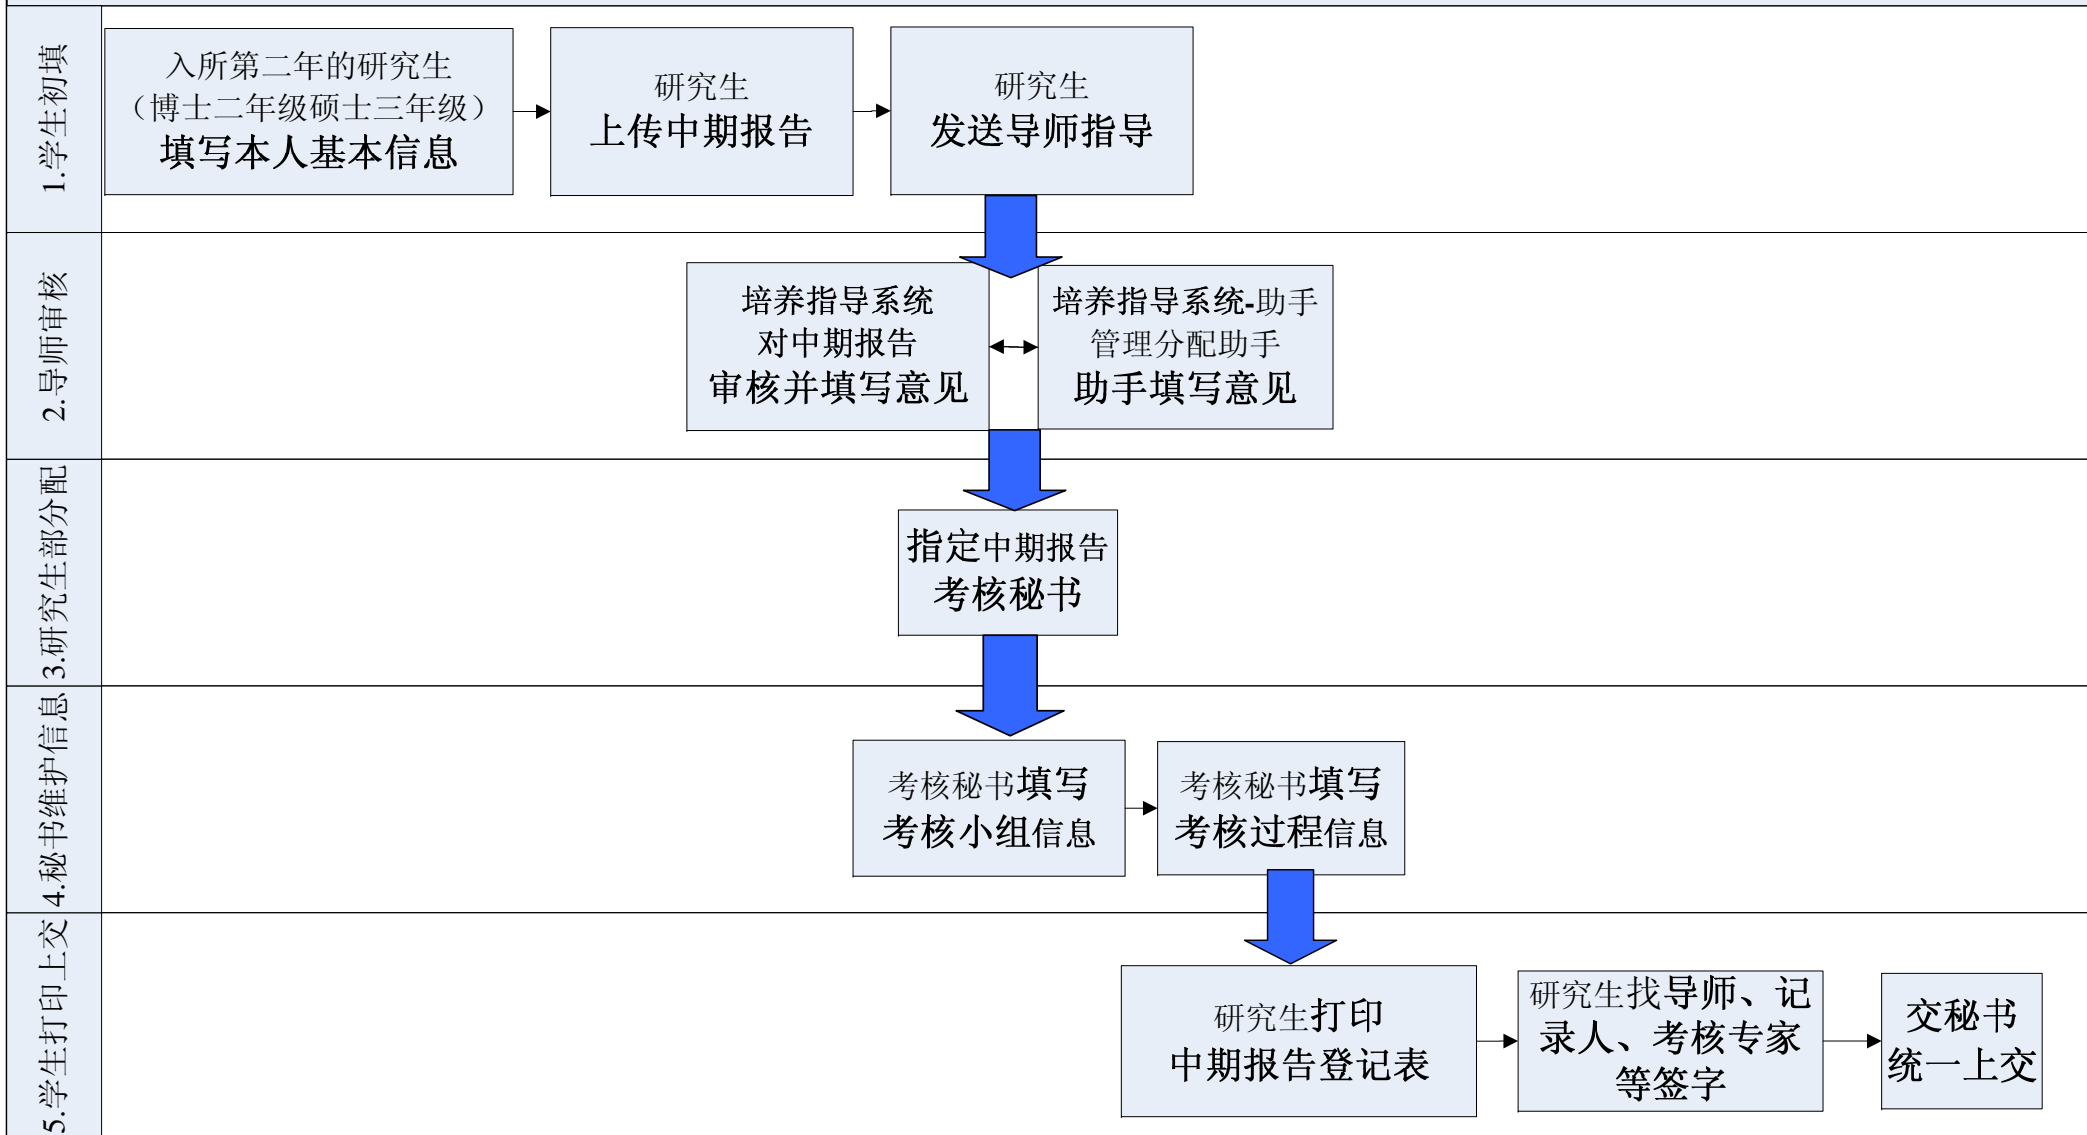 1.学生初填
入所第二年的研究生
（博士二年级硕士三年级）
填写本人基本信息
研究生
上传中期报告
研究生
发送导师指导
2.导师审核
培养指导系统
对中期报告
审核并填写意见
培养指导系统-助手
管理分配助手
助手填写意见
3.研究生部分配
指定中期报告
考核秘书
4.秘书维护信息
考核秘书填写
考核小组信息
考核秘书填写
考核过程信息
5.学生打印上交
研究生打印
中期报告登记表
研究生找导师、记
录人、考核专家
等签字
交秘书
统一上交